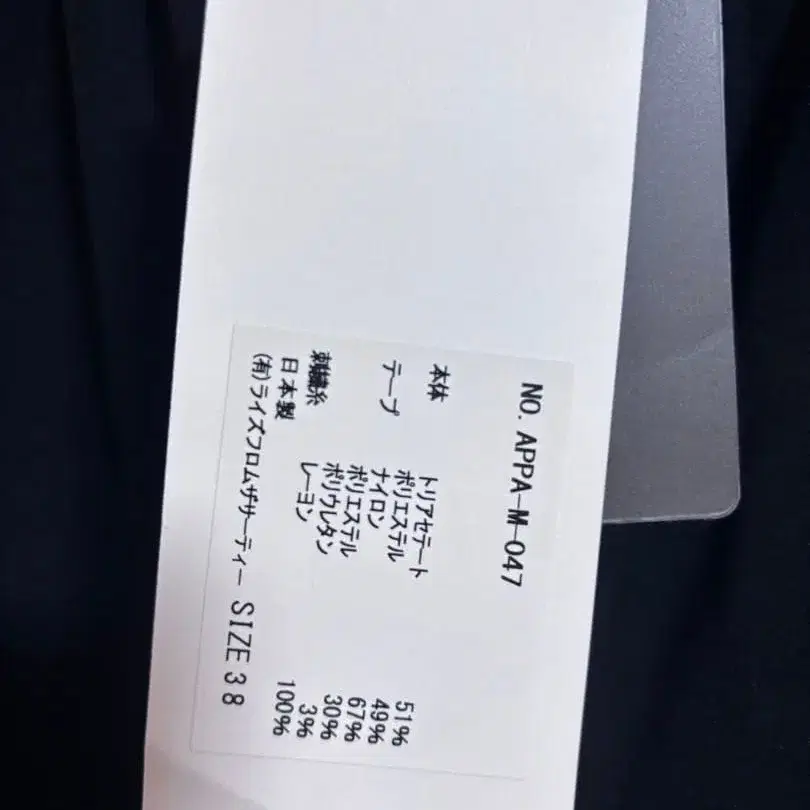 NO. APPA-M-047
本体 トリアセテート 51%
ポリエステル 49%
テープ ナイロン 67%
ポリエステル 30%
ポリウレタン 3%
刺繍糸 レーヨン 100%
日本製
(有)ライズフロムザサーティー SIZE 38